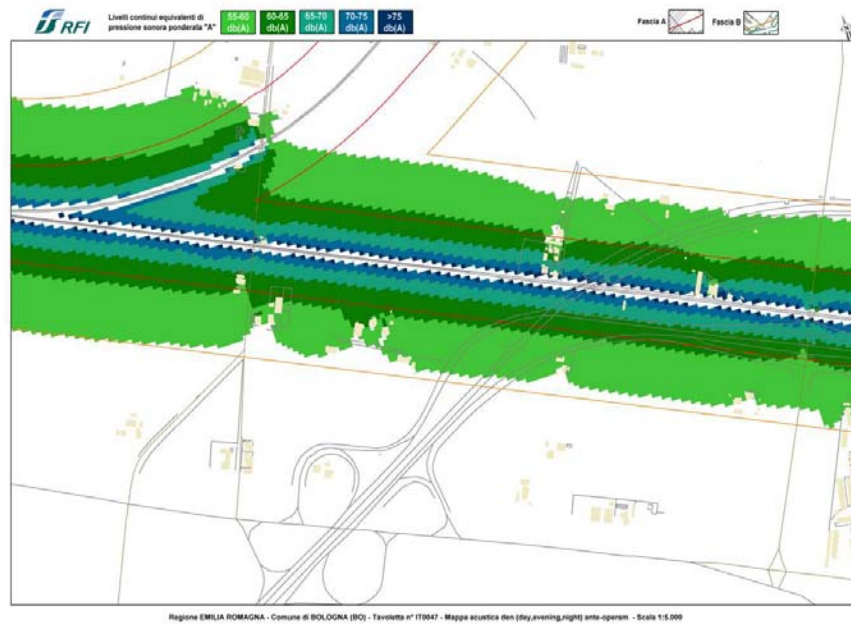 RFI
Livelli continui equivalenti di
pressione sonora ponderata "A"
55-60
db(A)
60-65
db(A)
65-70
db(A)
70-75
db(A)
>75
db(A)
Fascia A
Fascia B
Regione EMILIA ROMAGNA - Comune di BOLOGNA (BO) - Tavoletta n° IT0047 - Mappa acustica den (day,evening,night) ante-operam - Scala 1:5.000